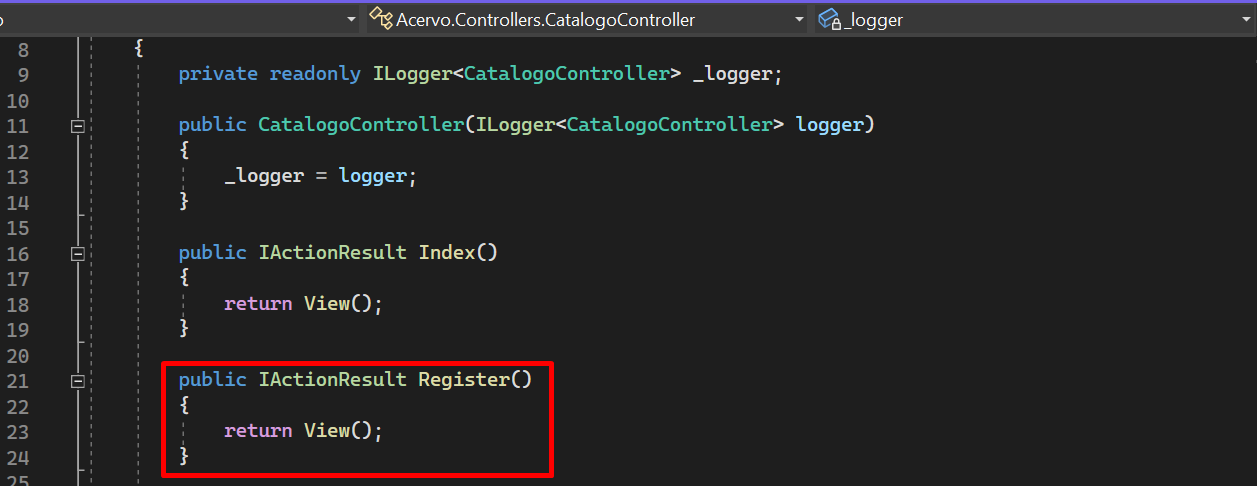 o Acervo.Controllers.CatalogoController _logger
8 {
9 private readonly ILogger<CatalogoController> _logger;
10
11 public CatalogoController(ILogger<CatalogoController> logger)
12 {
13 _logger = logger;
14 }
15
16 public IActionResult Index()
17 {
18 return View();
19 }
20
21 public IActionResult Register()
22 {
23 return View();
24 }
25